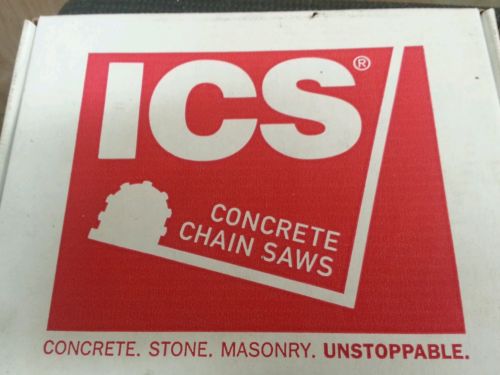 ICS®
CONCRETE
CHAIN SAWS
CONCRETE. STONE. MASONRY. UNSTOPPABLE.